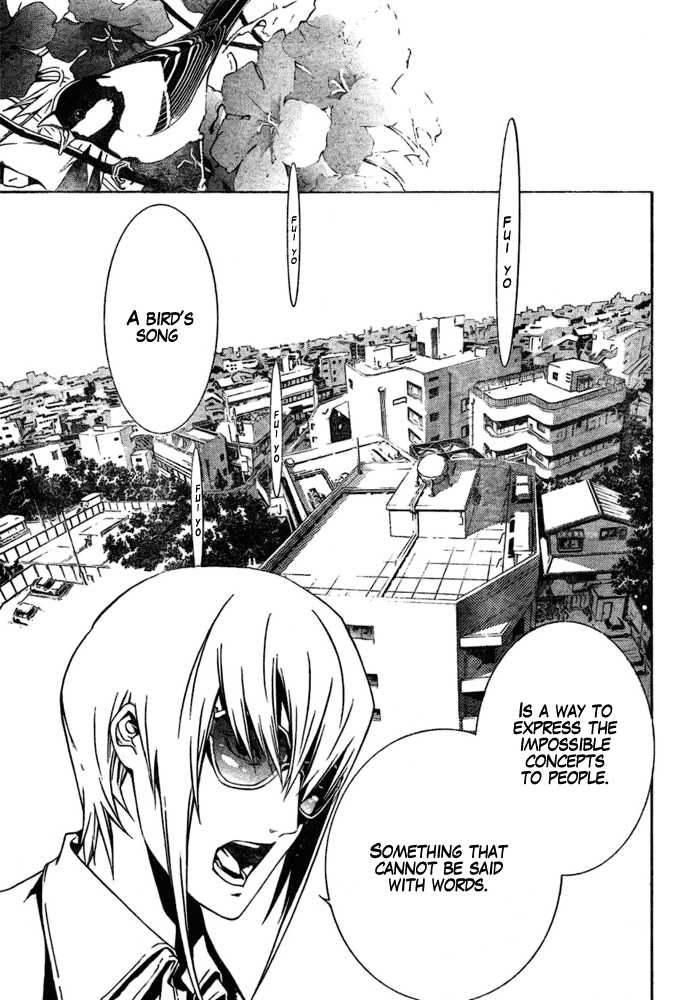 FUI YO
FUI YO
A BIRD'S
SONG
FUI YO
FUI YO
IS A WAY TO
EXPRESS THE
IMPOSSIBLE
CONCEPTS
TO PEOPLE.
SOMETHING THAT
CANNOT BE SAID
WITH WORDS.